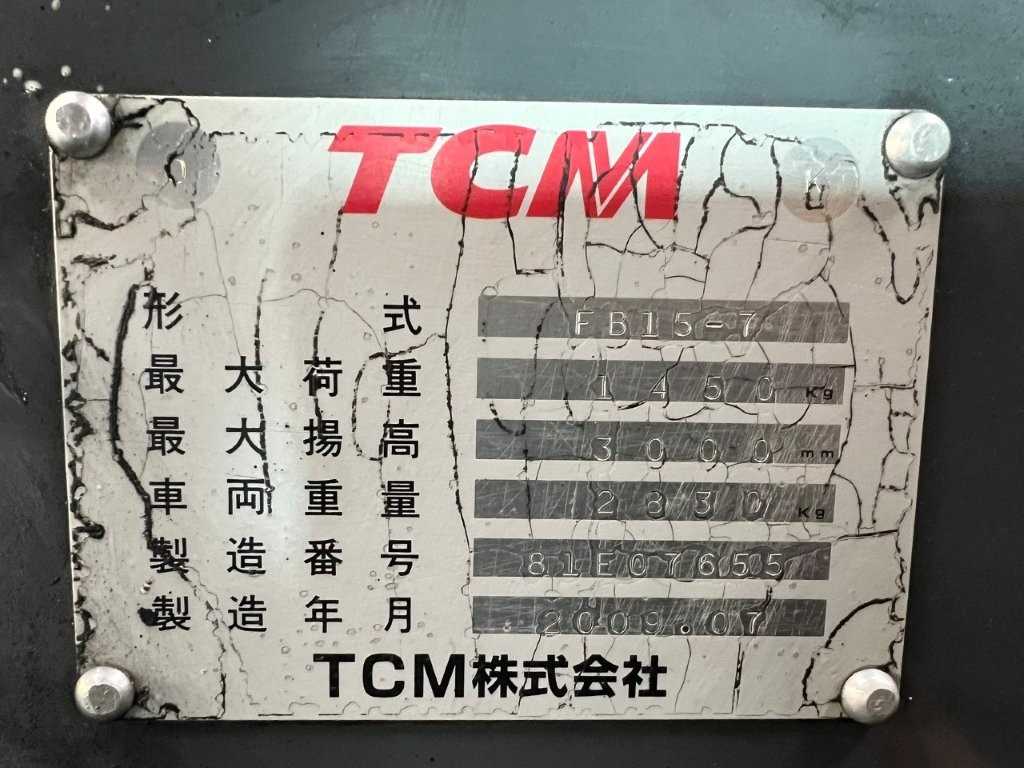 TCM
形式 FB15-7
最大荷重 1450 Kg
最大揚高 3000 mm
車両重量 2830 Kg
製造番号 81E07655
製造年月 2009.07
TCM株式会社